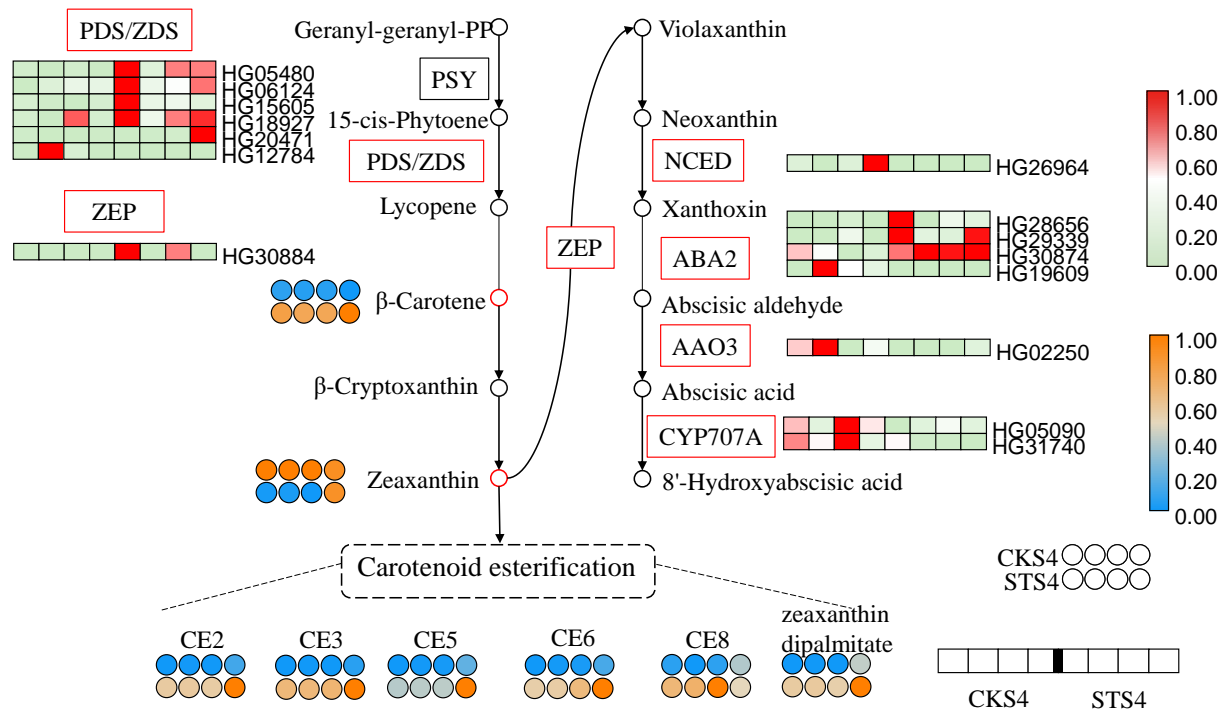 PDS/ZDS
HG05480
HG06124
HG15605
HG18927
HG20471
HG12784
ZEP
HG30884
Geranyl-geranyl-PP
PSY
15-cis-Phytoene
PDS/ZDS
Lycopene
β-Carotene
β-Cryptoxanthin
Zeaxanthin
ZEP
Violaxanthin
Neoxanthin
NCED
HG26964
Xanthoxin
ABA2
HG28656
HG29339
HG30874
HG19609
Abscisic aldehyde
AAO3
HG02250
Abscisic acid
CYP707A
HG05090
HG31740
8'-Hydroxyabscisic acid
1.00
0.80
0.60
0.40
0.20
0.00
1.00
0.80
0.60
0.40
0.20
0.00
Carotenoid esterification
CE2
CE3
CE5
CE6
CE8
zeaxanthin
dipalmitate
CKS4
STS4
CKS4
STS4